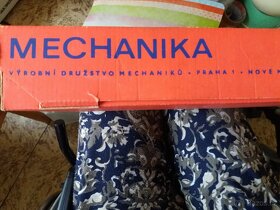 MECHANIKA
VÝROBNÍ DRUŽSTVO MECHANIKŮ • PRAHA 1 • NOVÉ